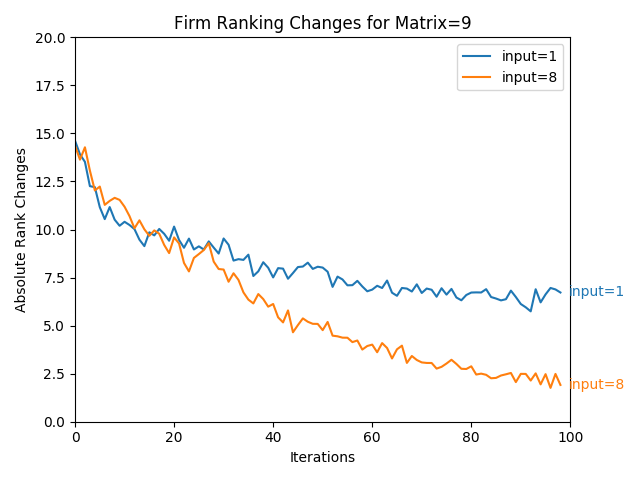 Firm Ranking Changes for Matrix=9
20.0
17.5
15.0
12.5
10.0
7.5
5.0
2.5
0.0
Absolute Rank Changes
input=1
input=8
input=1
input=8
0
20
40
60
80
100
Iterations